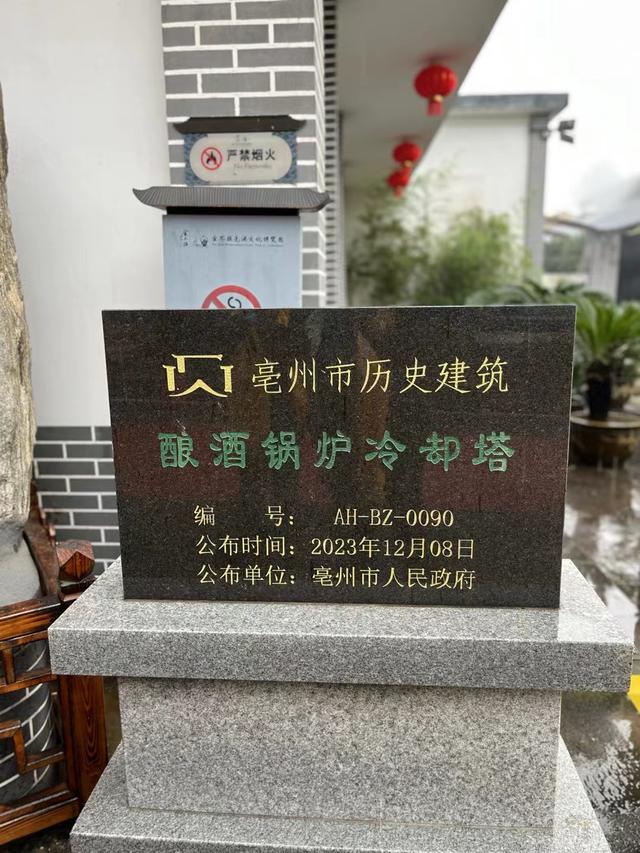 严禁烟火
No Fireworks
亳州市历史建筑
酿酒锅炉冷却塔
编 号： AH-BZ-0090
公布时间：2023年12月08日
公布单位：亳州市人民政府